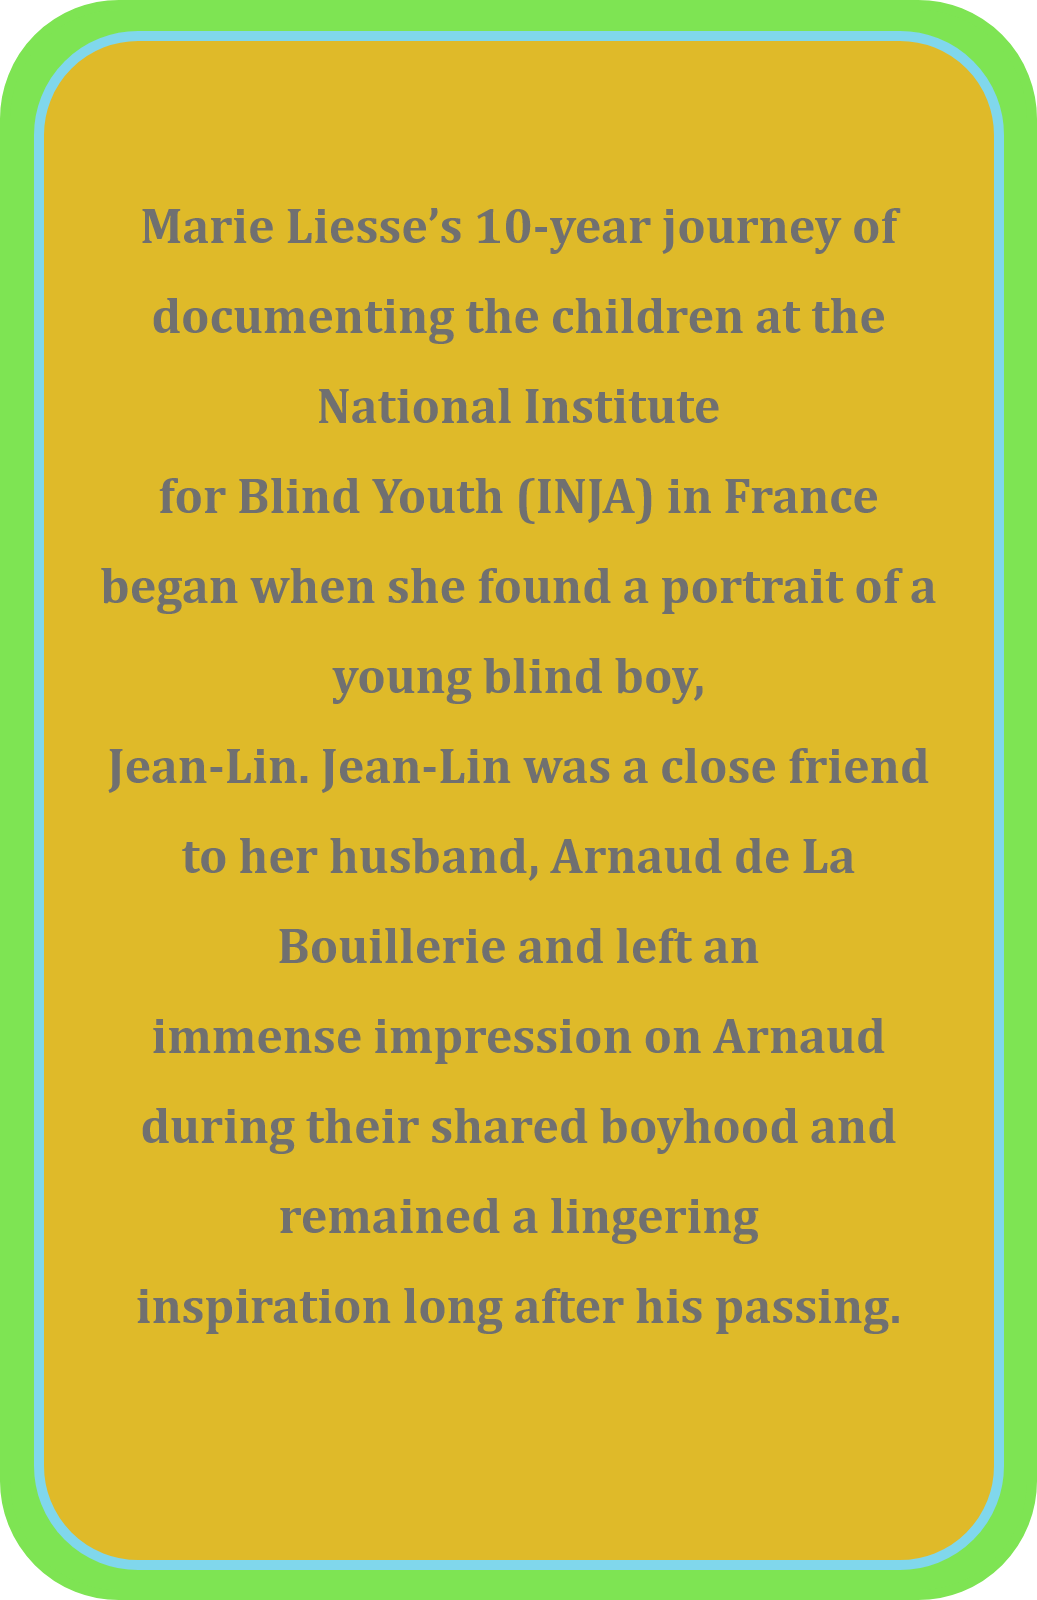 Marie Liesse’s 10-year journey of
documenting the children at the
National Institute
for Blind Youth (INJA) in France
began when she found a portrait of a
young blind boy,
Jean-Lin. Jean-Lin was a close friend
to her husband, Arnaud de La
Bouillerie and left an
immense impression on Arnaud
during their shared boyhood and
remained a lingering
inspiration long after his passing.